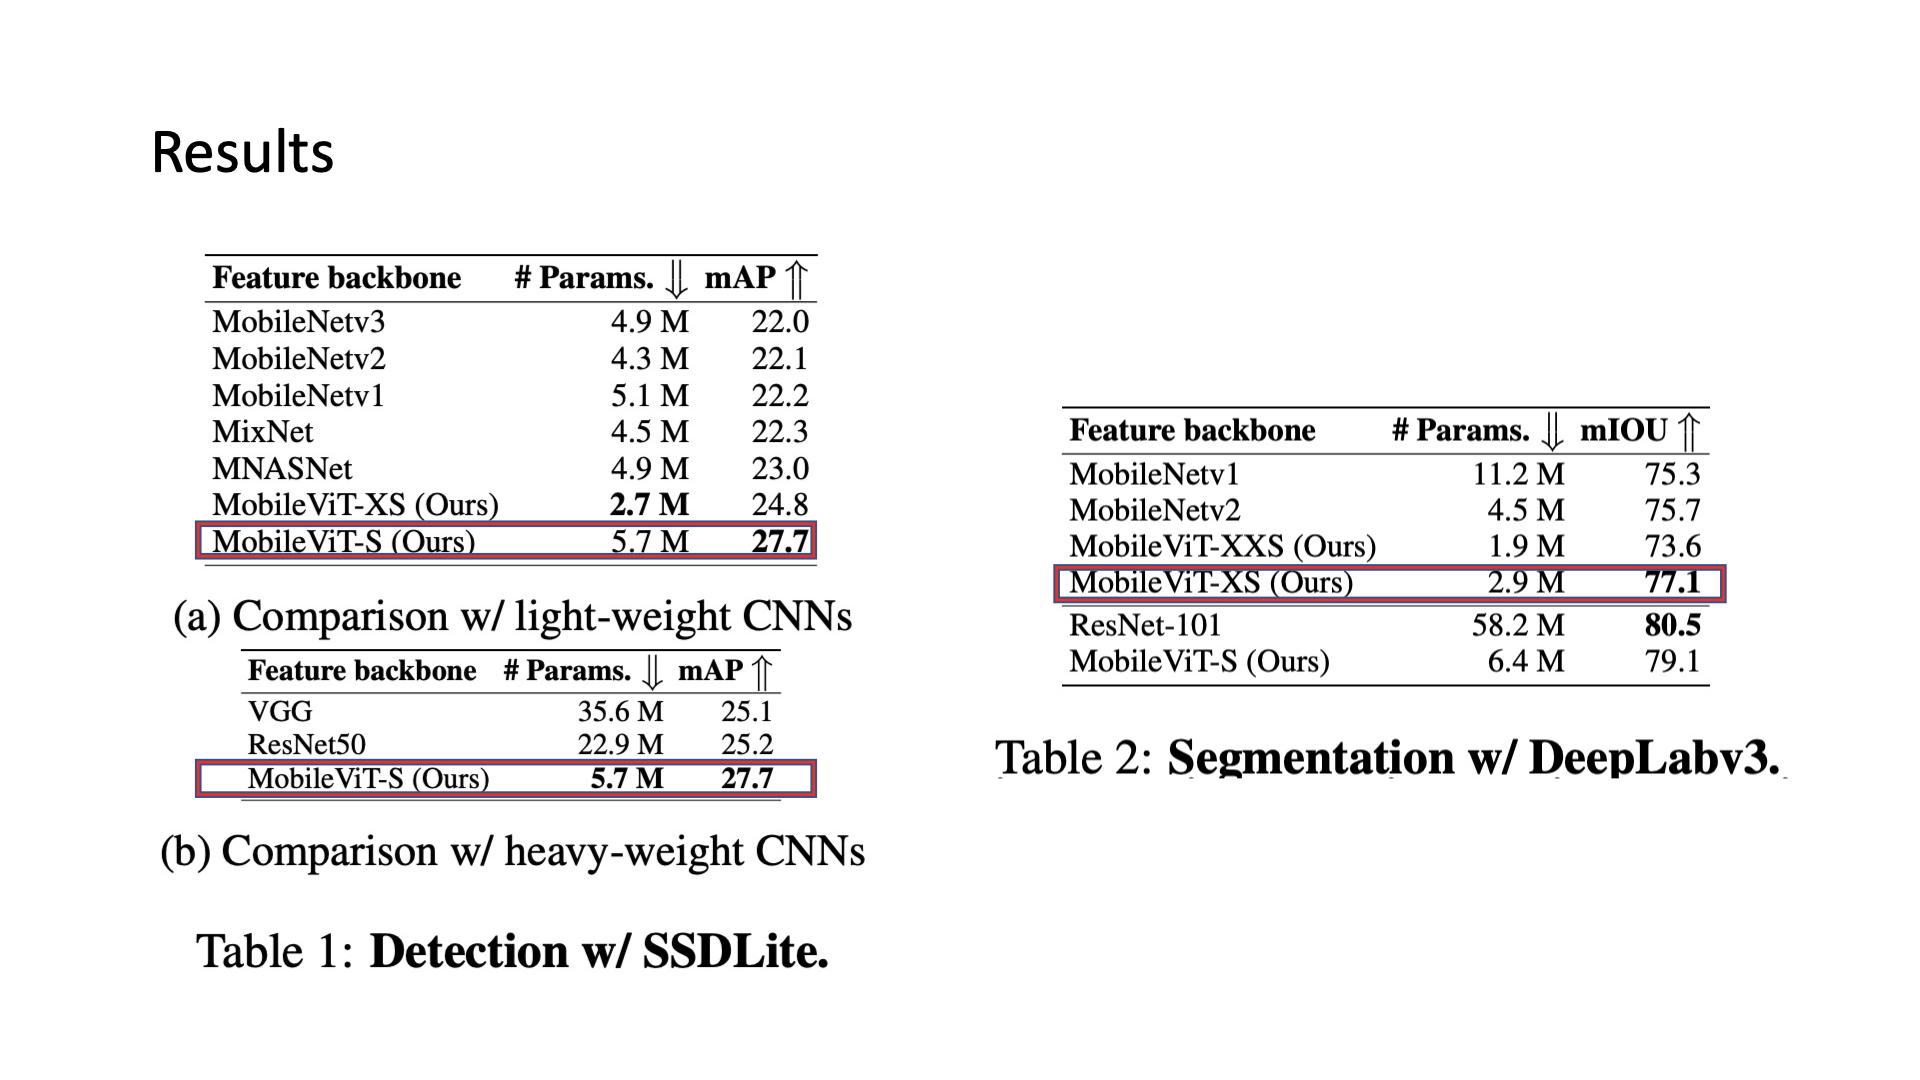 Results
Feature backbone # Params. ⇓ mAP ⇑
MobileNetv3 4.9 M 22.0
MobileNetv2 4.3 M 22.1
MobileNetv1 5.1 M 22.2
MixNet 4.5 M 22.3
MNASNet 4.9 M 23.0
MobileViT-XS (Ours) 2.7 M 24.8
MobileViT-S (Ours) 5.7 M 27.7
(a) Comparison w/ light-weight CNNs
Feature backbone # Params. ⇓ mAP ⇑
VGG 35.6 M 25.1
ResNet50 22.9 M 25.2
MobileViT-S (Ours) 5.7 M 27.7
(b) Comparison w/ heavy-weight CNNs
Table 1: Detection w/ SSDLite.
Feature backbone # Params. ⇓ mIOU ⇑
MobileNetv1 11.2 M 75.3
MobileNetv2 4.5 M 75.7
MobileViT-XXS (Ours) 1.9 M 73.6
MobileViT-XS (Ours) 2.9 M 77.1
ResNet-101 58.2 M 80.5
MobileViT-S (Ours) 6.4 M 79.1
Table 2: Segmentation w/ DeepLabv3.